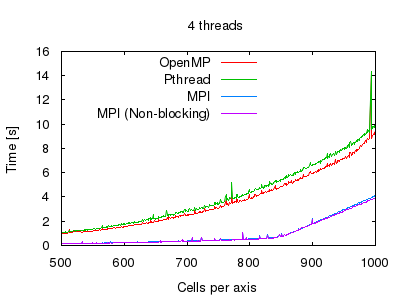 4 threads
16
14
12
10
8
6
4
2
0
Time [s]
OpenMP
Pthread
MPI
MPI (Non-blocking)
500 600 700 800 900 1000
Cells per axis